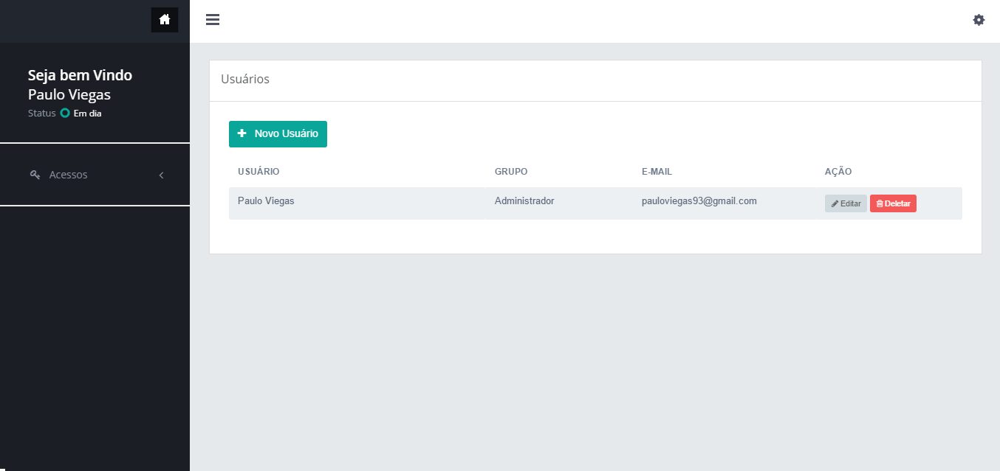 Seja bem Vindo
Paulo Viegas
Status Em dia
Acessos
Usuários
Novo Usuário
USUÁRIO GRUPO E-MAIL AÇÃO
Paulo Viegas Administrador pauloviegas93@gmail.com Editar Deletar